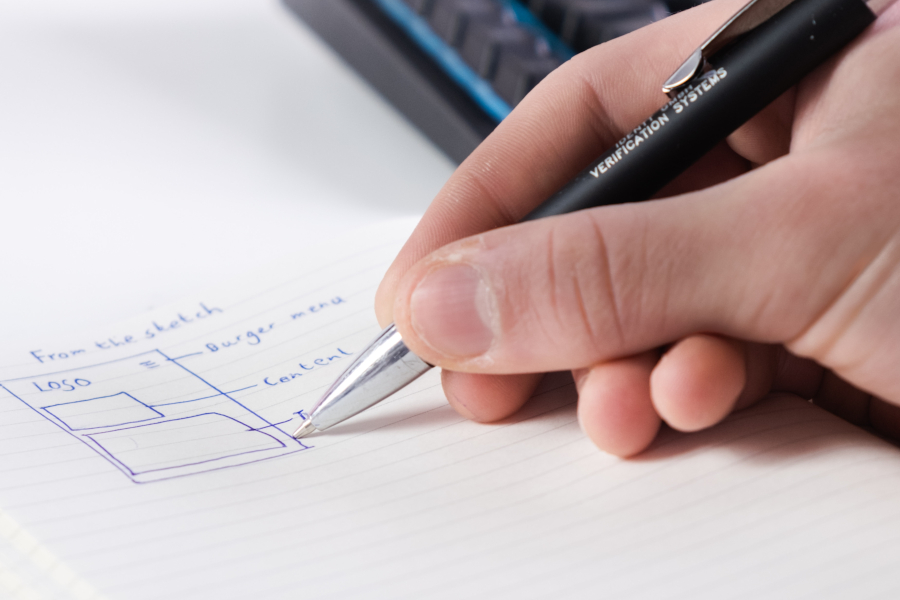 From the sketch
Burger menu
LOGO
Content
VERIFICATION SYSTEMS